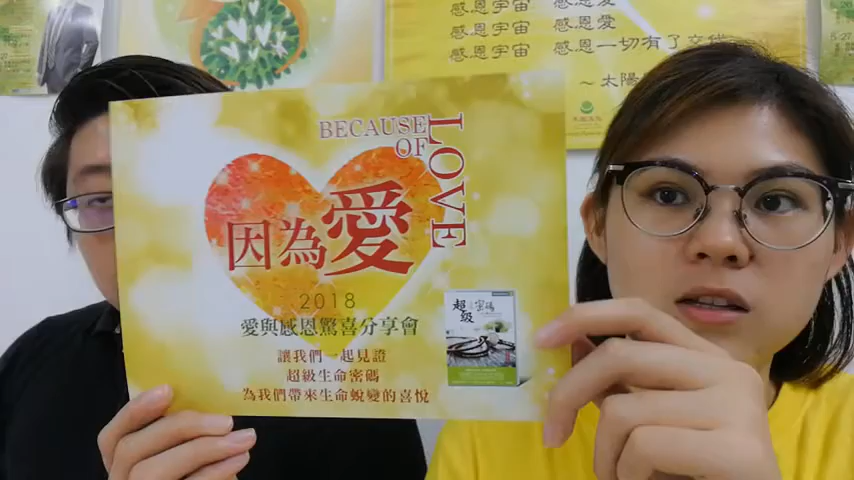 感恩宇宙 感恩愛
感恩宇宙 感恩愛
感恩宇宙 感恩一切有
~太陽
BECAUSE
OF
LOVE
因為愛
2018
愛與感恩驚喜分享會
讓我們一起見證
超級生命密碼
為我們帶來生命蛻變的喜悅
超級
密碼